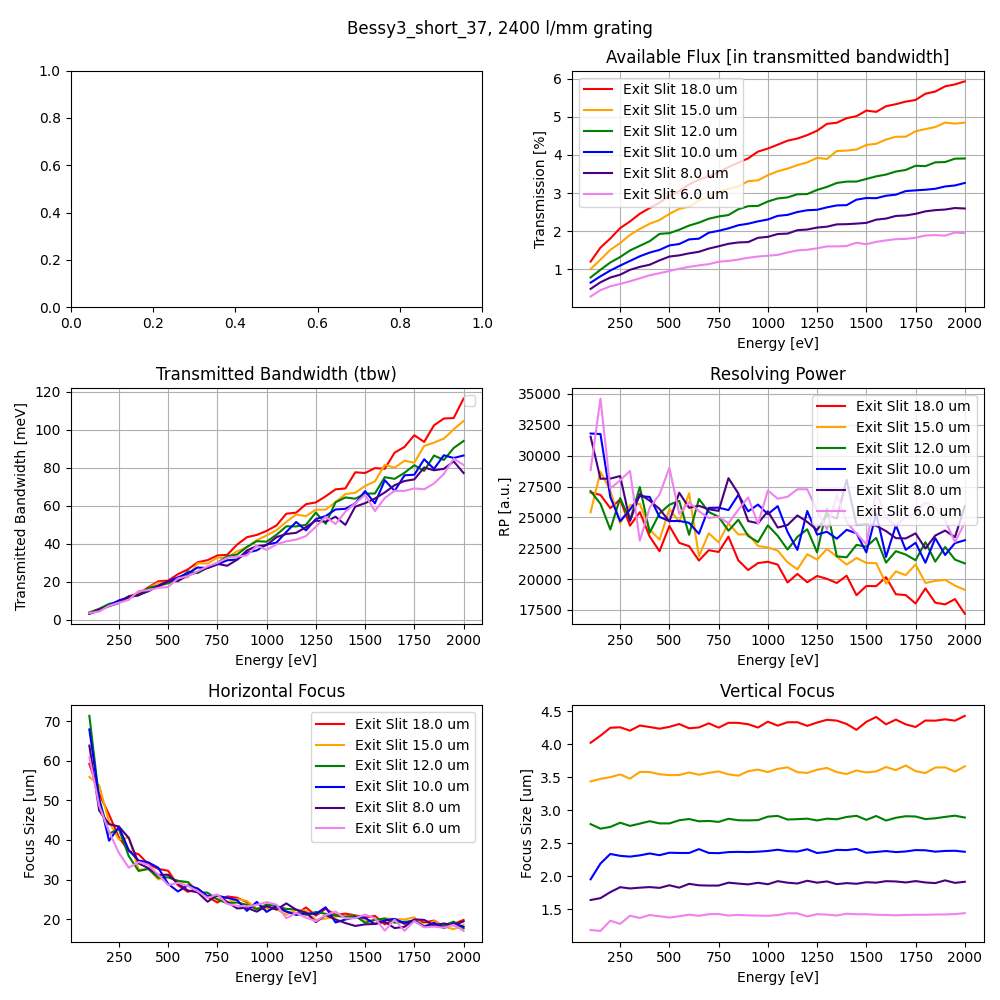 Bessy3_short_37, 2400 l/mm grating
1.0
0.8
0.6
0.4
0.2
0.0
0.0 0.2 0.4 0.6 0.8 1.0
Available Flux [in transmitted bandwidth]
Transmission [%]
6
5
4
3
2
1
Exit Slit 18.0 um
Exit Slit 15.0 um
Exit Slit 12.0 um
Exit Slit 10.0 um
Exit Slit 8.0 um
Exit Slit 6.0 um
250 500 750 1000 1250 1500 1750 2000
Energy [eV]
Transmitted Bandwidth (tbw)
Transmitted Bandwidth [meV]
120
100
80
60
40
20
0
250 500 750 1000 1250 1500 1750 2000
Energy [eV]
Resolving Power
RP [a.u.]
35000
32500
30000
27500
25000
22500
20000
17500
Exit Slit 18.0 um
Exit Slit 15.0 um
Exit Slit 12.0 um
Exit Slit 10.0 um
Exit Slit 8.0 um
Exit Slit 6.0 um
250 500 750 1000 1250 1500 1750 2000
Energy [eV]
Horizontal Focus
Focus Size [um]
70
60
50
40
30
20
Exit Slit 18.0 um
Exit Slit 15.0 um
Exit Slit 12.0 um
Exit Slit 10.0 um
Exit Slit 8.0 um
Exit Slit 6.0 um
250 500 750 1000 1250 1500 1750 2000
Energy [eV]
Vertical Focus
Focus Size [um]
4.5
4.0
3.5
3.0
2.5
2.0
1.5
250 500 750 1000 1250 1500 1750 2000
Energy [eV]